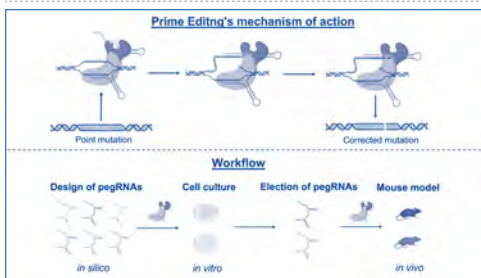 Prime Editng's mechanism of action
Point mutation
Corrected mutation
Workflow
Design of pegRNAs
Cell culture
Election of pegRNAs
Mouse model
in silico
in vitro
in vivo